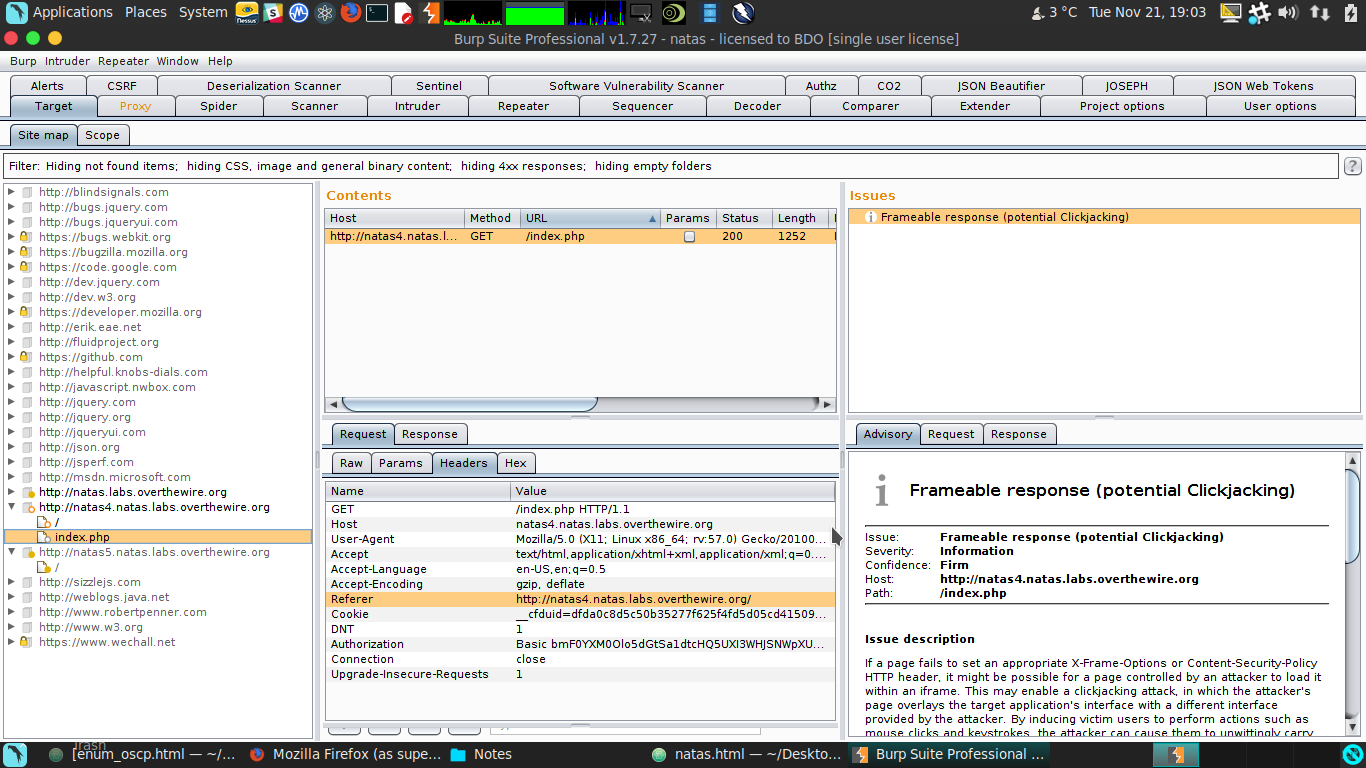 Applications Places System Nessus 3 °C Tue Nov 21, 19:03
Burp Suite Professional v1.7.27 - natas - licensed to BDO [single user license]
Burp Intruder Repeater Window Help
Alerts CSRF Deserialization Scanner Sentinel Software Vulnerability Scanner Authz CO2 JSON Beautifier JOSEPH JSON Web Tokens
Target Proxy Spider Scanner Intruder Repeater Sequencer Decoder Comparer Extender Project options User options
Site map Scope
Filter: Hiding not found items; hiding CSS, image and general binary content; hiding 4xx responses; hiding empty folders ?
http://blindsignals.com
http://bugs.jquery.com
http://bugs.jqueryui.com
https://bugs.webkit.org
https://bugzilla.mozilla.org
https://code.google.com
http://dev.jquery.com
http://dev.w3.org
https://developer.mozilla.org
http://erik.eae.net
http://fluidproject.org
https://github.com
http://helpful.knobs-dials.com
http://javascript.nwbox.com
http://jquery.com
http://jquery.org
http://jqueryui.com
http://json.org
http://jsperf.com
http://msdn.microsoft.com
http://natas.labs.overthewire.org
http://natas4.natas.labs.overthewire.org
/
index.php
http://natas5.natas.labs.overthewire.org
/
http://sizzlejs.com
http://weblogs.java.net
http://www.robertpenner.com
http://www.w3.org
https://www.wechall.net
Contents
Host Method URL Params Status Length
http://natas4.natas.l... GET /index.php 200 1252
Request Response
Raw Params Headers Hex
Name Value
GET /index.php HTTP/1.1
Host natas4.natas.labs.overthewire.org
User-Agent Mozilla/5.0 (X11; Linux x86_64; rv:57.0) Gecko/20100...
Accept text/html,application/xhtml+xml,application/xml;q=0....
Accept-Language en-US,en;q=0.5
Accept-Encoding gzip, deflate
Referer http://natas4.natas.labs.overthewire.org/
Cookie __cfduid=dfda0c8d5c50b35277f625f4fd5d05cd41509...
DNT 1
Authorization Basic bmF0YXM0Olo5dGtSa1dtcHQ5UXI3WHJSNWpXU...
Connection close
Upgrade-Insecure-Requests 1
Issues
Frameable response (potential Clickjacking)
Advisory Request Response
Frameable response (potential Clickjacking)
Issue: Frameable response (potential Clickjacking)
Severity: Information
Confidence: Firm
Host: http://natas4.natas.labs.overthewire.org
Path: /index.php
Issue description
If a page fails to set an appropriate X-Frame-Options or Content-Security-Policy
HTTP header, it might be possible for a page controlled by an attacker to load it
within an iframe. This may enable a clickjacking attack, in which the attacker's
page overlays the target application's interface with a different interface
provided by the attacker. By inducing victim users to perform actions such as
mouse clicks and keystrokes, the attacker can cause them to unwittingly carry
Trash
[enum_oscp.html — ~/... Mozilla Firefox (as supe... Notes natas.html — ~/Deskto... Burp Suite Professional ...